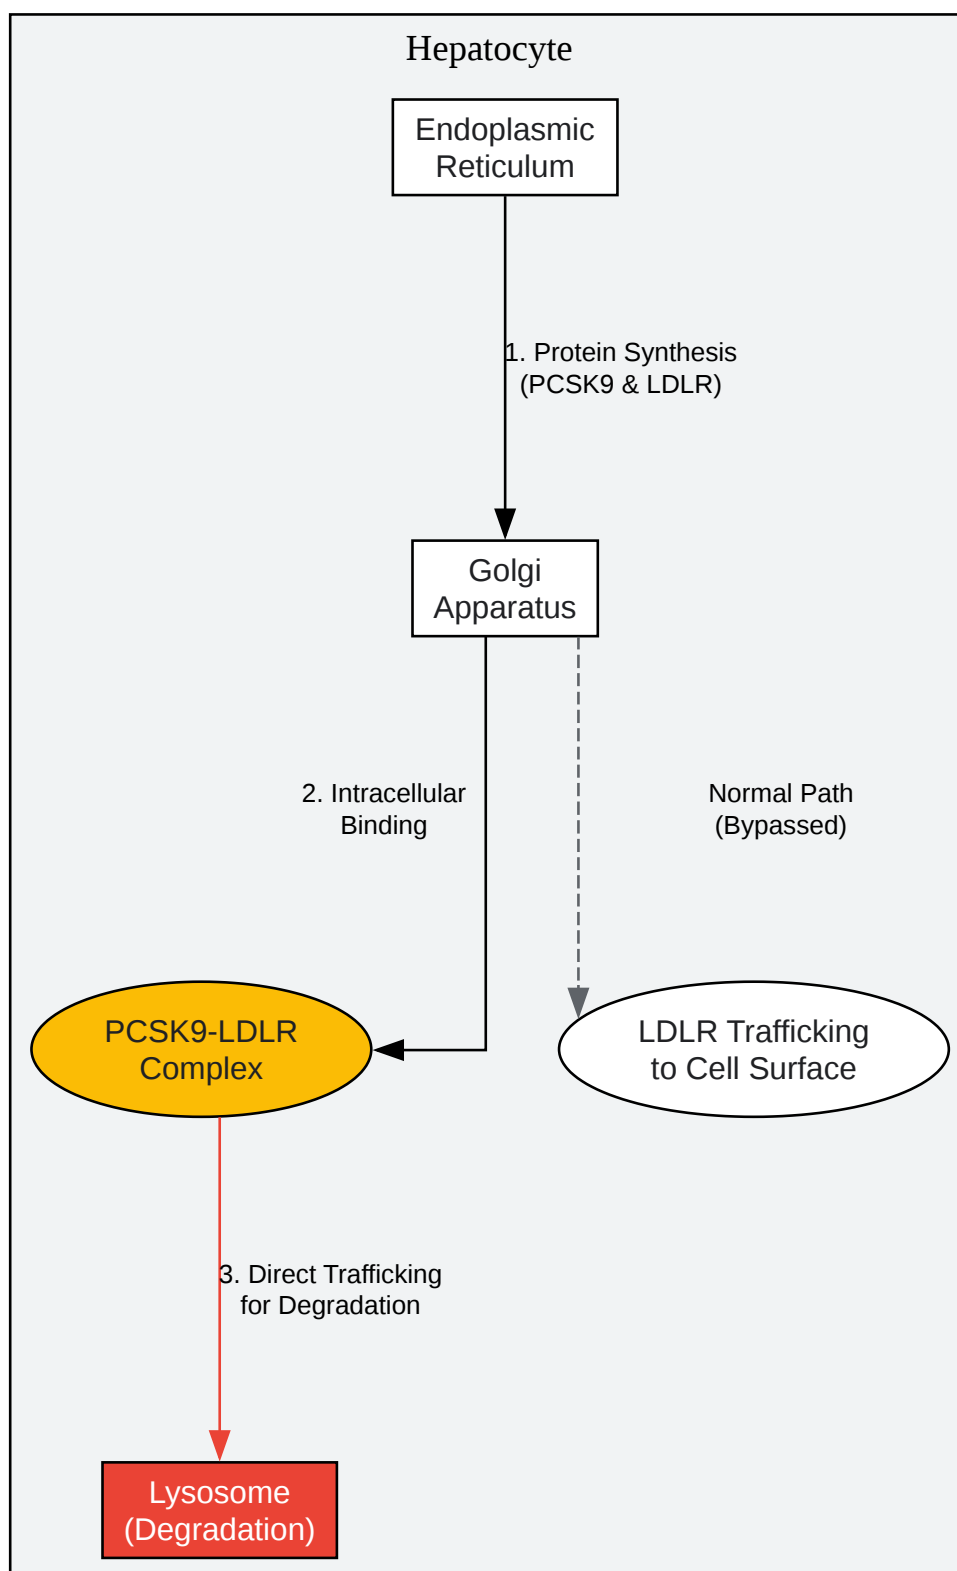 Hepatocyte
Endoplasmic
Reticulum
1. Protein Synthesis
(PCSK9 & LDLR)
Golgi
Apparatus
2. Intracellular
Binding
Normal Path
(Bypassed)
PCSK9-LDLR
Complex
LDLR Trafficking
to Cell Surface
3. Direct Trafficking
for Degradation
Lysosome
(Degradation)